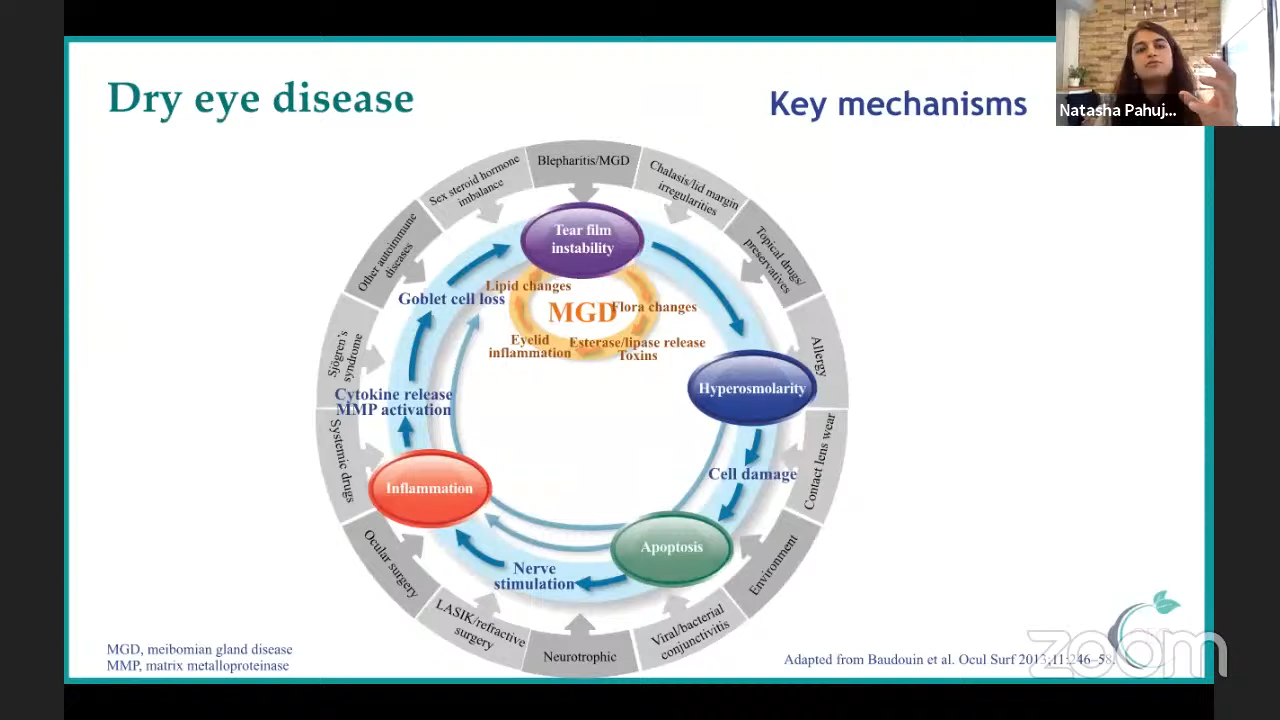 Dry eye disease
Key mechanisms
Natasha Pahuj...
Blepharitis/MGD
Chalasis/lid margin
irregularities
Topical drugs/
preservatives
Allergy
Contact lens wear
Environment
Viral/bacterial
conjunctivitis
Neurotrophic
LASIK/refractive
surgery
Ocular surgery
Systemic drugs
Sjögren's
syndrome
Other autoimmune
diseases
Sex steroid hormone
imbalance
Tear film
instability
Hyperosmolarity
Cell damage
Apoptosis
Nerve
stimulation
Inflammation
Cytokine release
MMP activation
Goblet cell loss
Lipid changes
MGD
Flora changes
Eyelid
inflammation
Esterase/lipase release
Toxins
MGD, meibomian gland disease
MMP, matrix metalloproteinase
Adapted from Baudouin et al. Ocul Surf 2013;11:246–58.
zoom